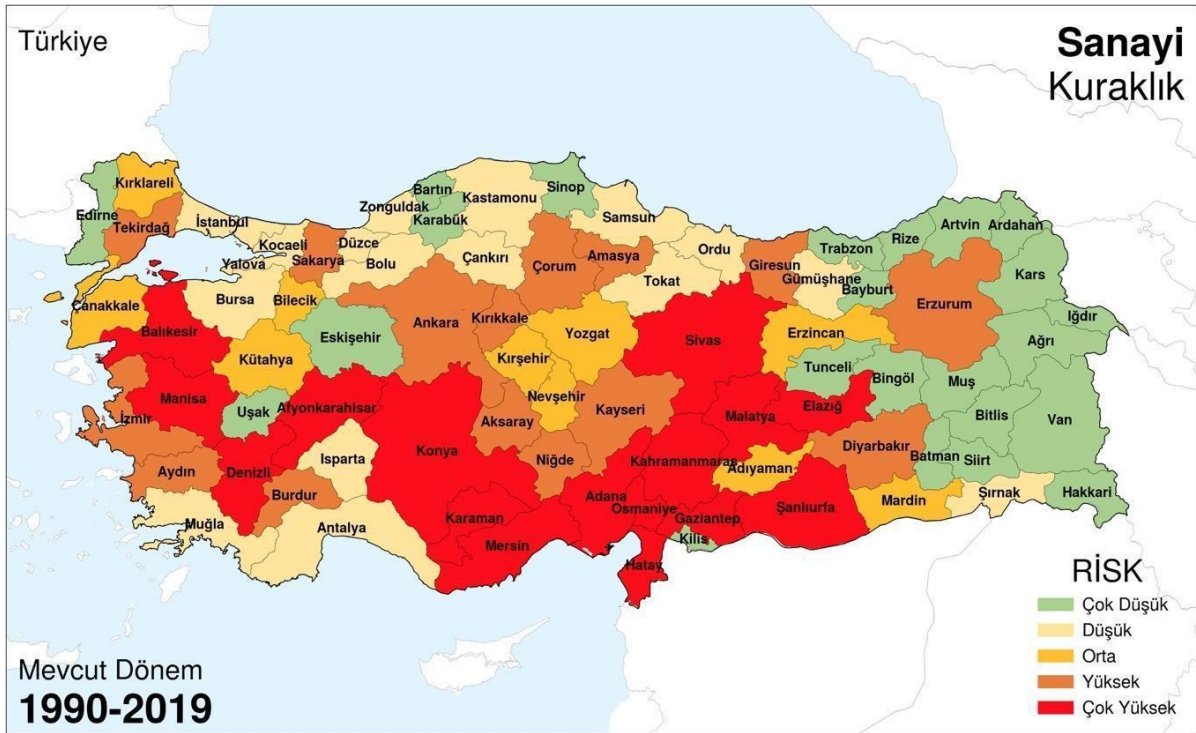 Türkiye
Sanayi
Kuraklık
Kırklareli
Edirne
Tekirdağ
İstanbul
Kocaeli
Yalova
Sakarya
Düzce
Zonguldak
Bartın
Karabük
Kastamonu
Sinop
Bolu
Çankırı
Samsun
Ordu
Giresun
Trabzon
Rize
Artvin
Ardahan
Çanakkale
Bursa
Bilecik
Çorum
Amasya
Tokat
Gümüşhane
Bayburt
Kars
Balıkesir
Kütahya
Eskişehir
Ankara
Kırıkkale
Yozgat
Sivas
Erzincan
Erzurum
Iğdır
Ağrı
Kırşehir
Nevşehir
Tunceli
Bingöl
Muş
Manisa
Uşak
Afyonkarahisar
Kayseri
Malatya
Elazığ
Bitlis
Van
İzmir
Aksaray
Konya
Niğde
Diyarbakır
Batman
Siirt
Aydın
Denizli
Isparta
Burdur
Kahramanmaraş
Adıyaman
Mardin
Şırnak
Hakkari
Muğla
Antalya
Karaman
Mersin
Adana
Osmaniye
Gaziantep
Şanlıurfa
Kilis
Hatay
RİSK
Çok Düşük
Düşük
Orta
Yüksek
Çok Yüksek
Mevcut Dönem
1990-2019